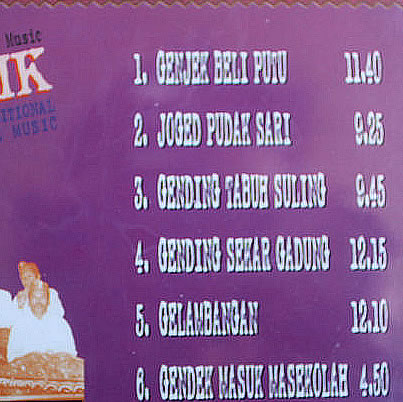 Music
IK
ITIONAL
MUSIC
1. GENJEK BELI PUTU 11.40
2. JOGED PUDAK SARI 9.25
3. GENDING TABUH SULING 9.45
4. GENDING SEKAR GADUNG 12.15
5. GELAMBANGAN 12.10
6. GENDEK MASUK MASEKOLAH 4.50